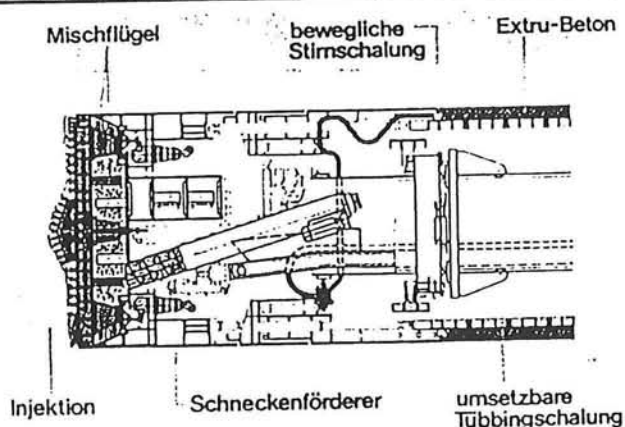 Mischflügel
bewegliche
Stirnschalung
Extru-Beton
Injektion
Schneckenförderer
umsetzbare
Tübbingschalung